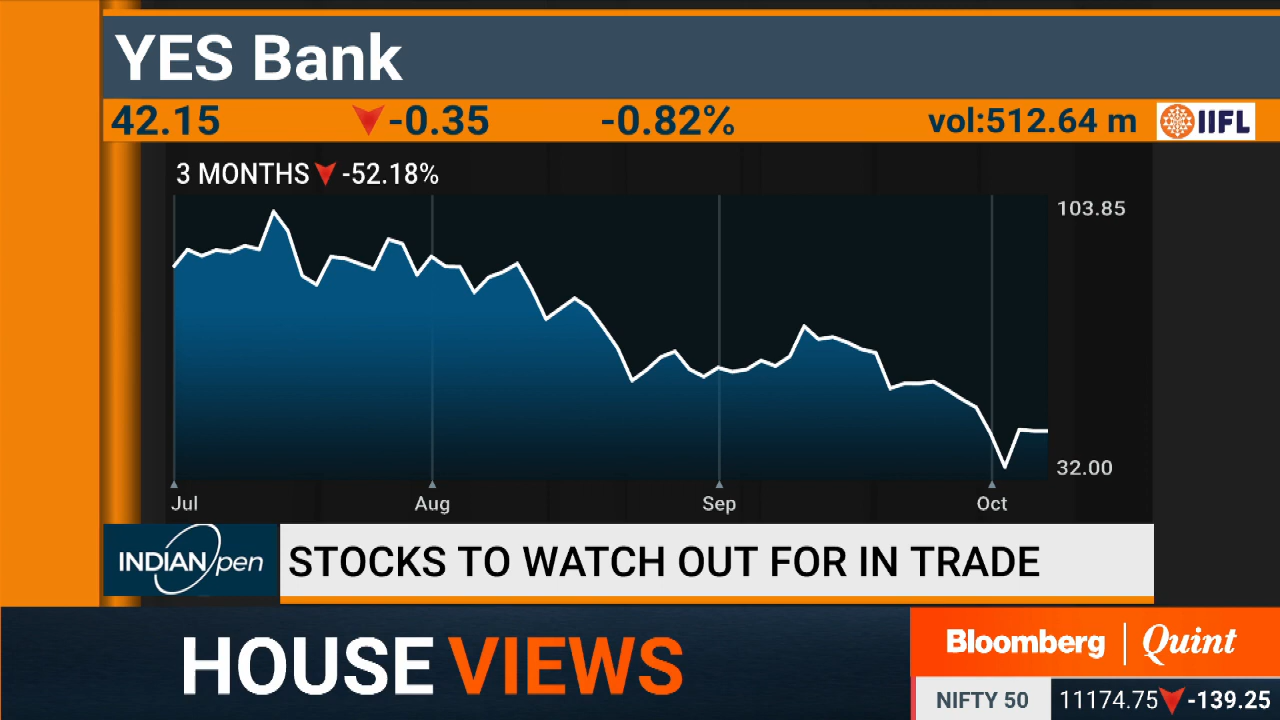 YES Bank
42.15 -0.35 -0.82% vol:512.64 m IIFL
3 MONTHS -52.18%
103.85
32.00
Jul Aug Sep Oct
INDIAN open STOCKS TO WATCH OUT FOR IN TRADE
HOUSE VIEWS
Bloomberg | Quint
NIFTY 50 11174.75 -139.25